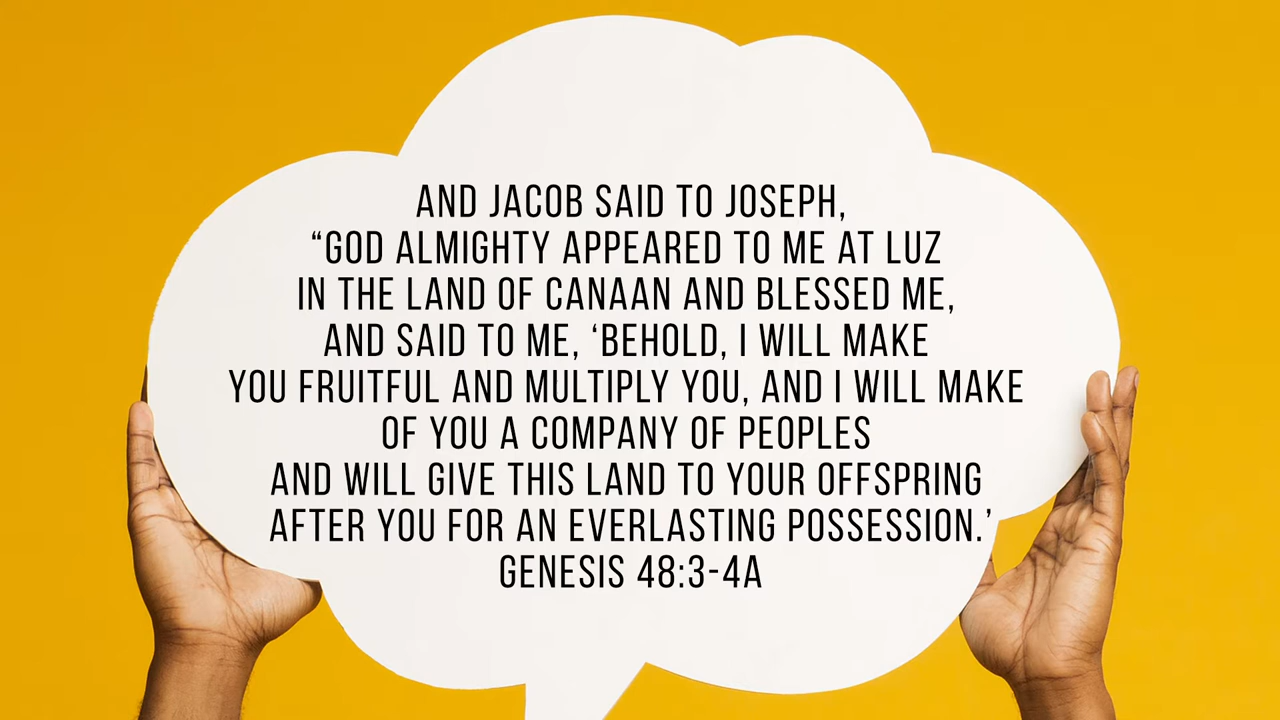 AND JACOB SAID TO JOSEPH,
“GOD ALMIGHTY APPEARED TO ME AT LUZ
IN THE LAND OF CANAAN AND BLESSED ME,
AND SAID TO ME, ‘BEHOLD, I WILL MAKE
YOU FRUITFUL AND MULTIPLY YOU, AND I WILL MAKE
OF YOU A COMPANY OF PEOPLES
AND WILL GIVE THIS LAND TO YOUR OFFSPRING
AFTER YOU FOR AN EVERLASTING POSSESSION.’
GENESIS 48:3-4A